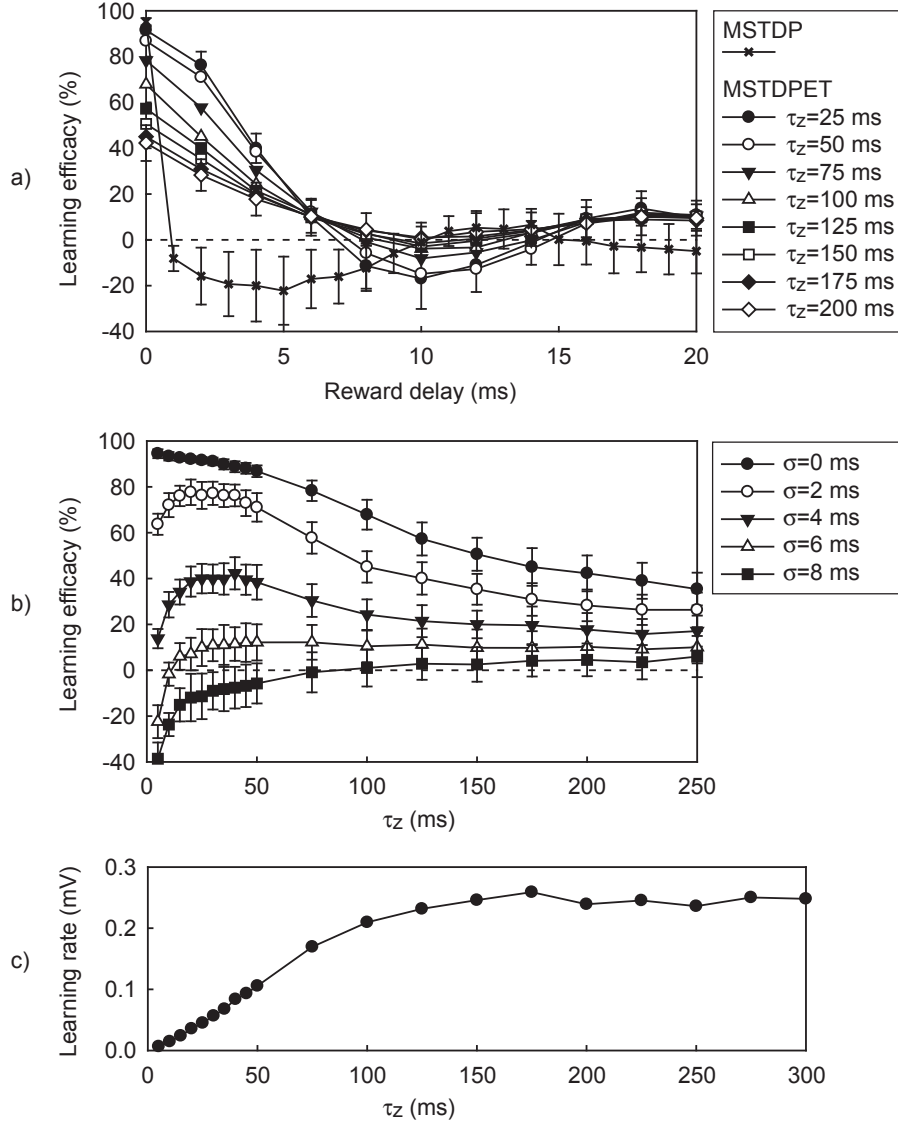 a)
Learning efficacy (%)
100
80
60
40
20
0
-20
-40
0 5 10 15 20
Reward delay (ms)
MSTDP
MSTDPET
τz=25 ms
τz=50 ms
τz=75 ms
τz=100 ms
τz=125 ms
τz=150 ms
τz=175 ms
τz=200 ms
b)
Learning efficacy (%)
100
80
60
40
20
0
-20
-40
0 50 100 150 200 250
τz (ms)
σ=0 ms
σ=2 ms
σ=4 ms
σ=6 ms
σ=8 ms
c)
Learning rate (mV)
0.3
0.2
0.1
0.0
0 50 100 150 200 250 300
τz (ms)